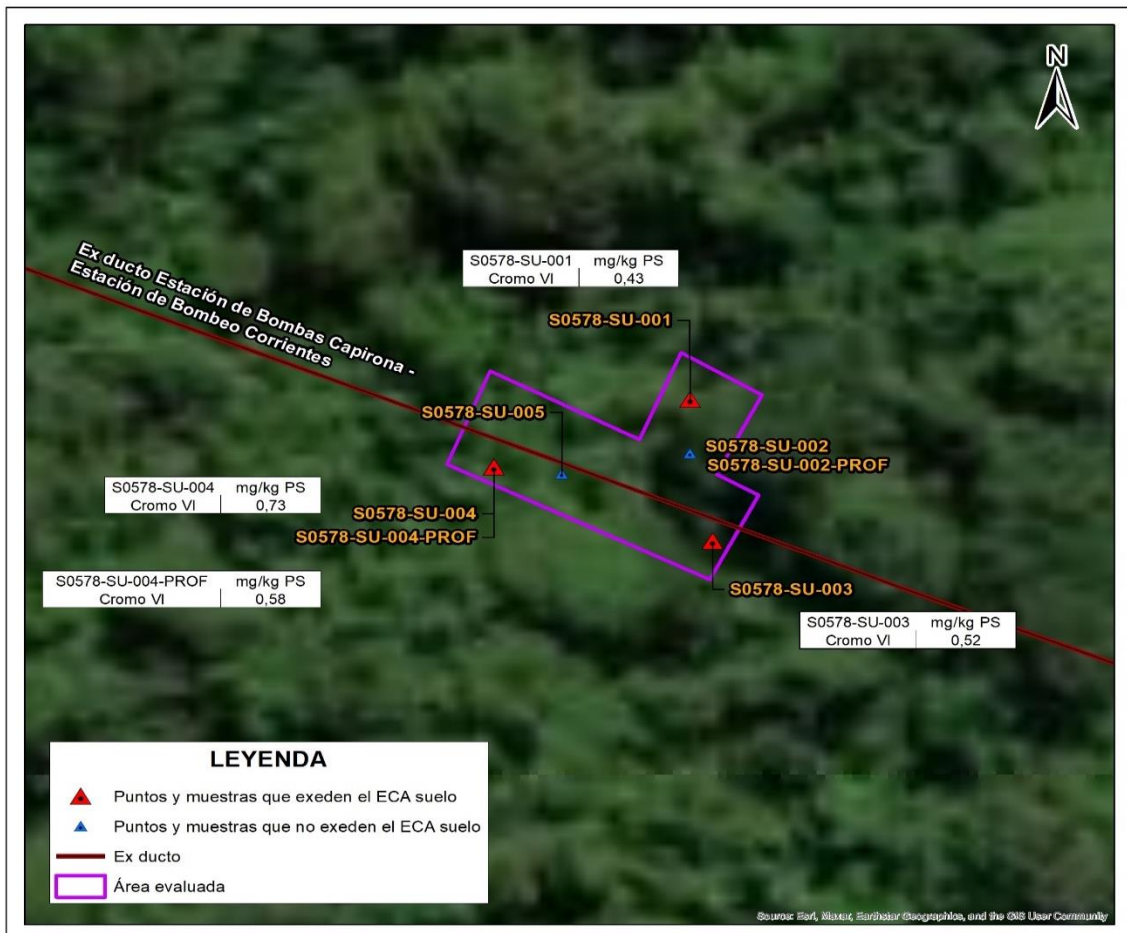 N
Ex ducto Estación de Bombas Capirona -
Estación de Bombeo Corrientes
S0578-SU-001 mg/kg PS
Cromo VI 0,43
S0578-SU-001
S0578-SU-005
S0578-SU-002
S0578-SU-002-PROF
S0578-SU-004 mg/kg PS
Cromo VI 0,73
S0578-SU-004
S0578-SU-004-PROF
S0578-SU-004-PROF mg/kg PS
Cromo VI 0,58
S0578-SU-003
S0578-SU-003 mg/kg PS
Cromo VI 0,52
LEYENDA
Puntos y muestras que exeden el ECA suelo
Puntos y muestras que no exeden el ECA suelo
Ex ducto
Área evaluada
Source: Esri, Maxar, Earthstar Geographics, and the GIS User Community